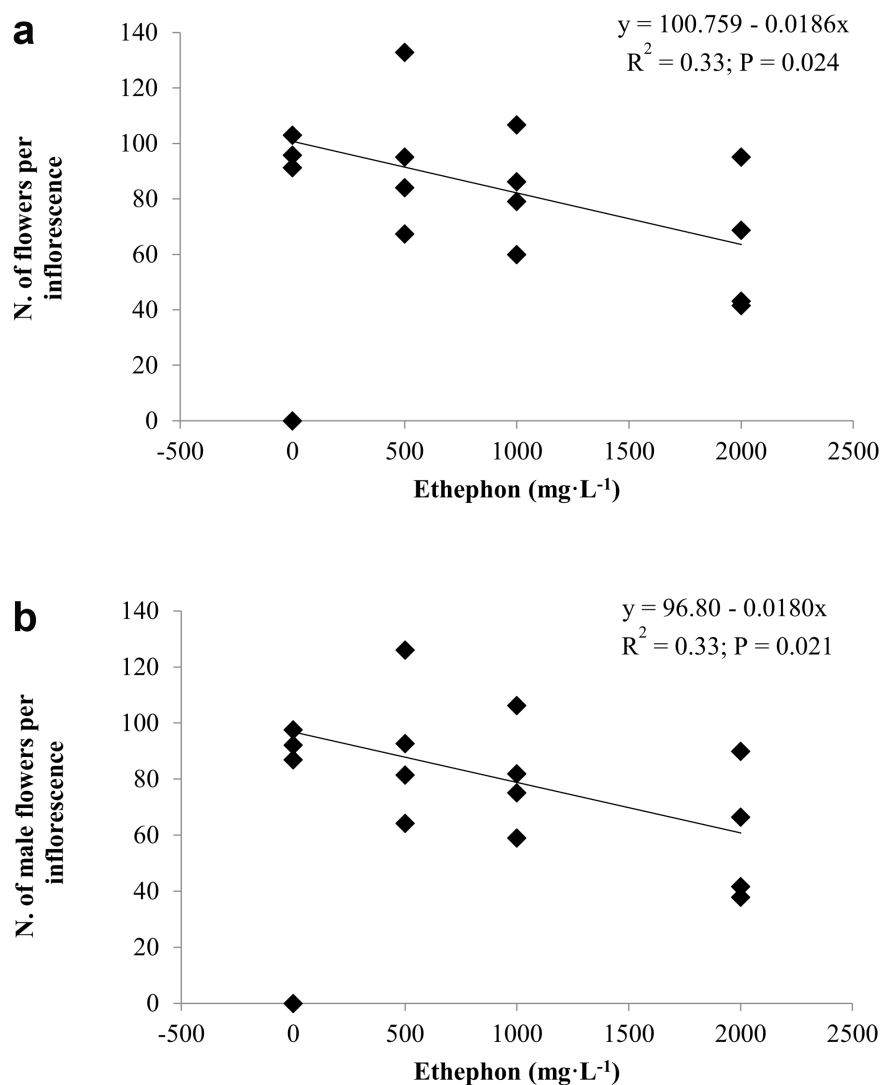 a
y = 100.759 - 0.0186x
R² = 0.33; P = 0.024
140
120
100
80
60
40
20
0
N. of flowers per
inflorescence
-500 0 500 1000 1500 2000 2500
Ethephon (mg·L⁻¹)
b
y = 96.80 - 0.0180x
R² = 0.33; P = 0.021
140
120
100
80
60
40
20
0
N. of male flowers per
inflorescence
-500 0 500 1000 1500 2000 2500
Ethephon (mg·L⁻¹)